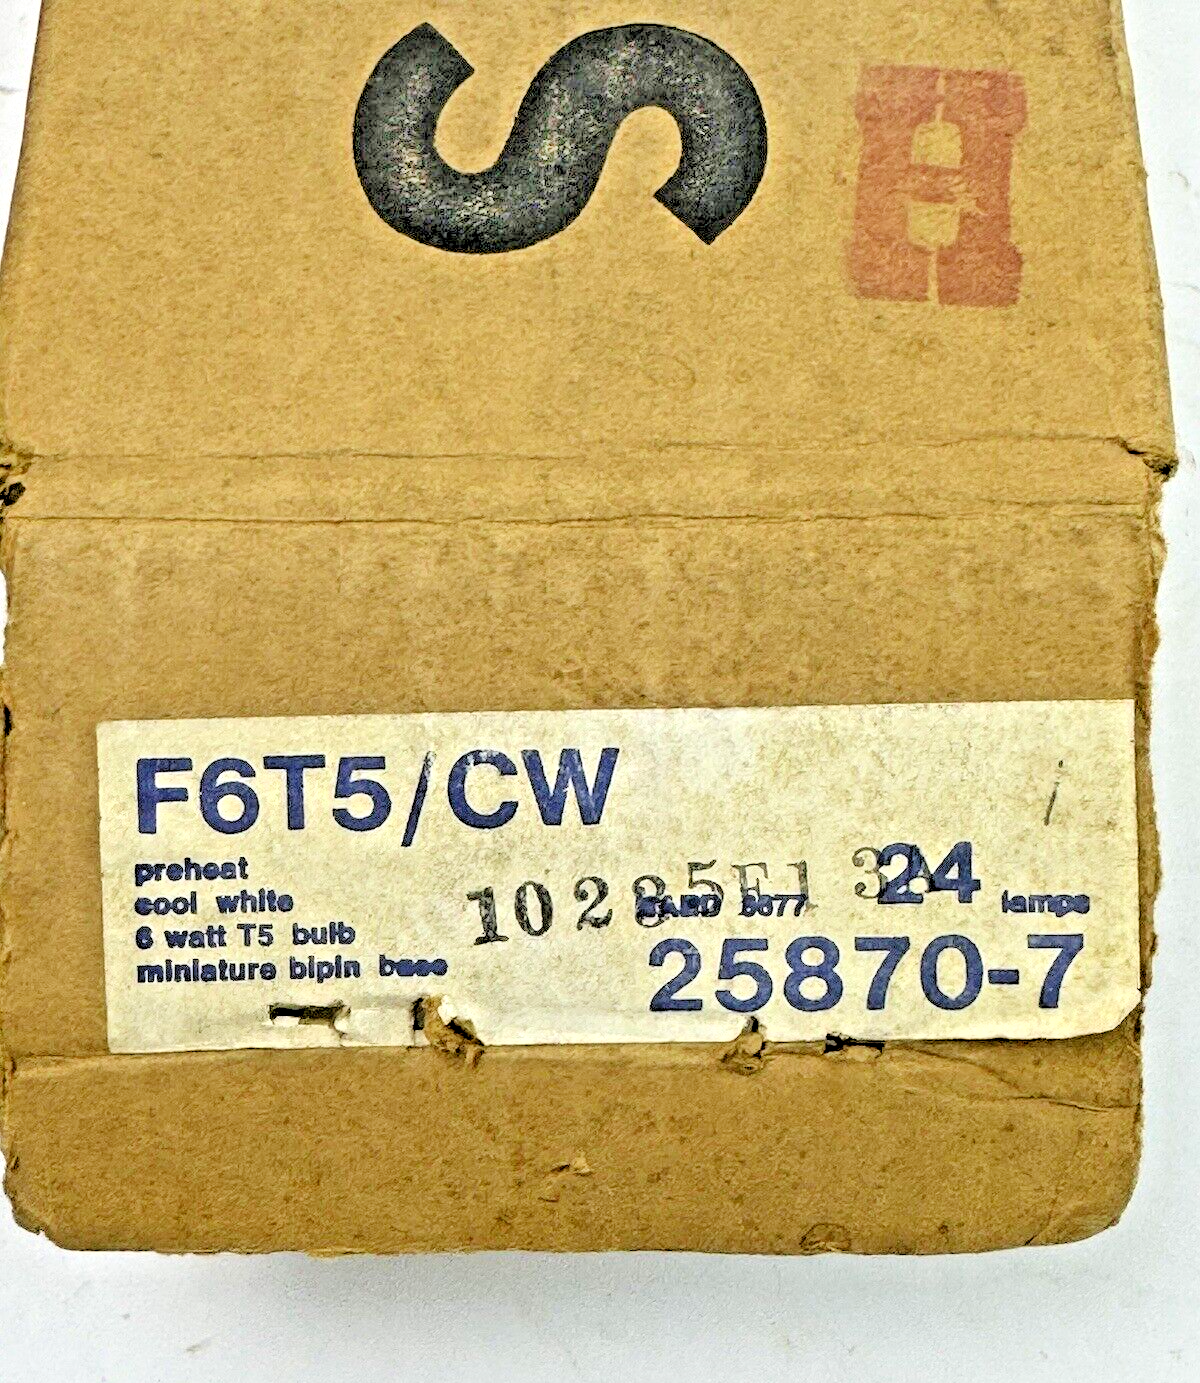 S
F6T5/CW
preheat
cool white
6 watt T5 bulb
miniature bipin base
24 lamps
25870-7